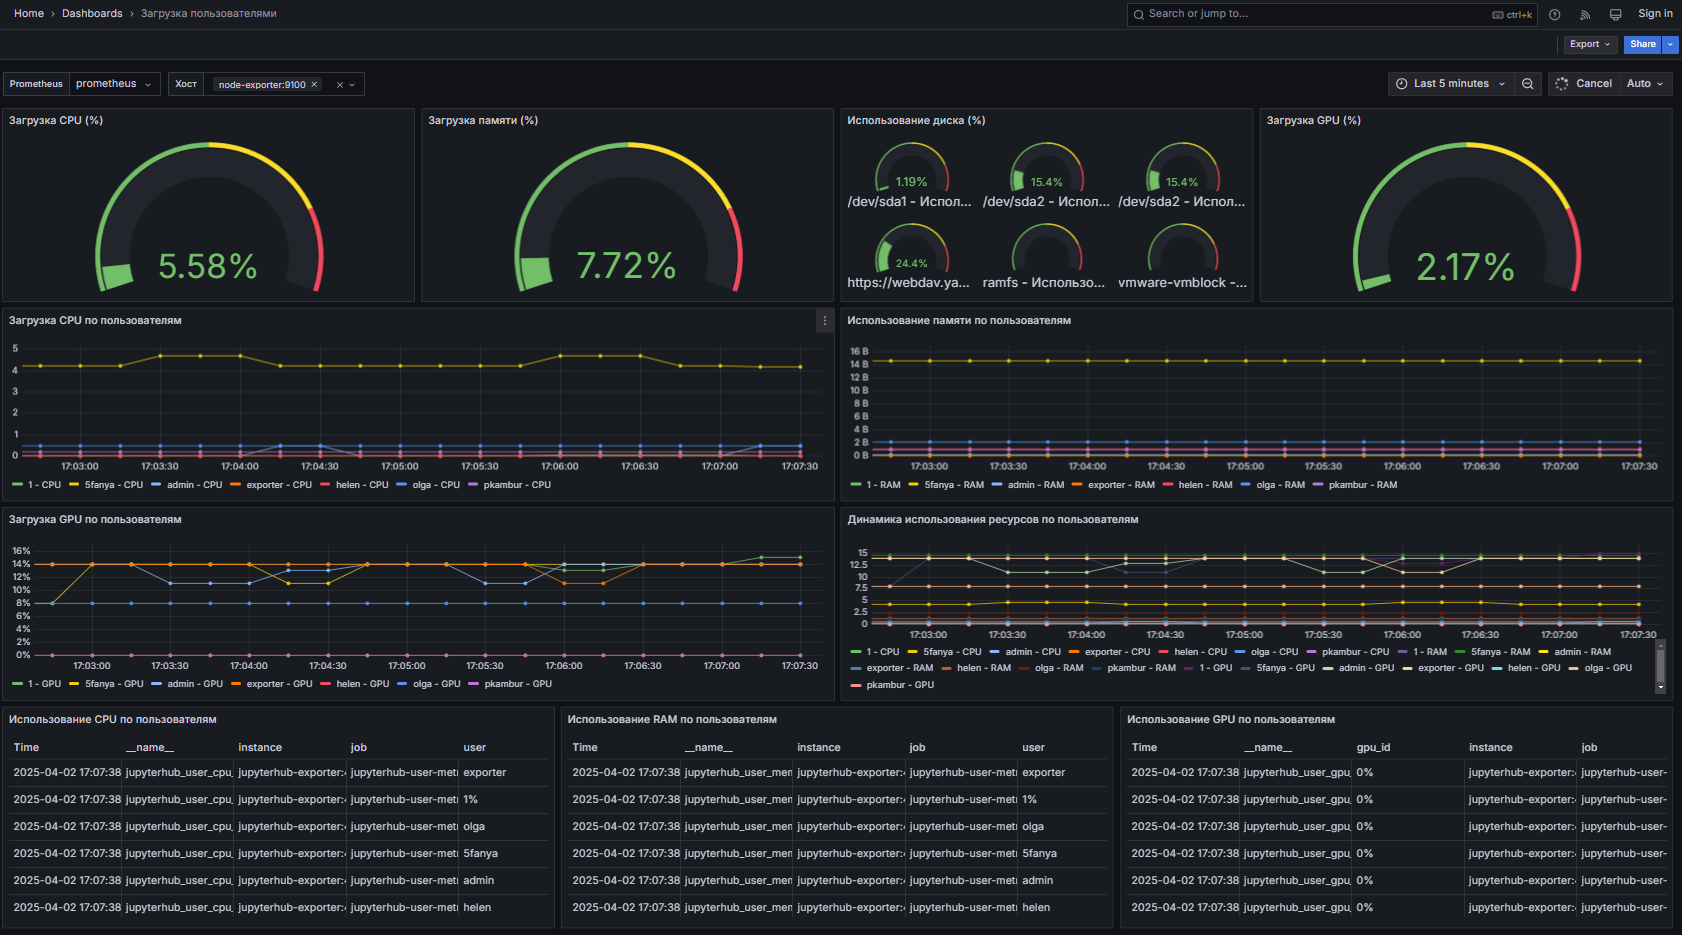 Home › Dashboards › Загрузка пользователями
Search or jump to...
ctrl+k
Sign in
Export
Share
Prometheus
prometheus
Хост
node-exporter:9100
Last 5 minutes
Cancel
Auto
Загрузка CPU (%)
5.58%
Загрузка памяти (%)
7.72%
Использование диска (%)
1.19%
15.4%
15.4%
/dev/sda1 - Испол...
/dev/sda2 - Испол...
/dev/sda2 - Испол...
24.4%
https://webdav.ya...
ramfs - Использо...
vmware-vmblock -...
Загрузка GPU (%)
2.17%
Загрузка CPU по пользователям
5
4
3
2
1
0
17:03:00 17:03:30 17:04:00 17:04:30 17:05:00 17:05:30 17:06:00 17:06:30 17:07:00 17:07:30
1 - CPU 5fanya - CPU admin - CPU exporter - CPU helen - CPU olga - CPU pkambur - CPU
Использование памяти по пользователям
16 B
14 B
12 B
10 B
8 B
6 B
4 B
2 B
0 B
17:03:00 17:03:30 17:04:00 17:04:30 17:05:00 17:05:30 17:06:00 17:06:30 17:07:00 17:07:30
1 - RAM 5fanya - RAM admin - RAM exporter - RAM helen - RAM olga - RAM pkambur - RAM
Загрузка GPU по пользователям
16%
14%
12%
10%
8%
6%
4%
2%
0%
17:03:00 17:03:30 17:04:00 17:04:30 17:05:00 17:05:30 17:06:00 17:06:30 17:07:00 17:07:30
1 - GPU 5fanya - GPU admin - GPU exporter - GPU helen - GPU olga - GPU pkambur - GPU
Динамика использования ресурсов по пользователям
15
12.5
10
7.5
5
2.5
0
17:03:00 17:03:30 17:04:00 17:04:30 17:05:00 17:05:30 17:06:00 17:06:30 17:07:00 17:07:30
1 - CPU 5fanya - CPU admin - CPU exporter - CPU helen - CPU olga - CPU pkambur - CPU 1 - RAM 5fanya - RAM admin - RAM
exporter - RAM helen - RAM olga - RAM pkambur - RAM 1 - GPU 5fanya - GPU admin - GPU exporter - GPU helen - GPU olga - GPU
pkambur - GPU
Использование CPU по пользователям
Time __name__ instance job user
2025-04-02 17:07:38 jupyterhub_user_cpu_ jupyterhub-exporter: jupyterhub-user-met exporter
2025-04-02 17:07:38 jupyterhub_user_cpu_ jupyterhub-exporter: jupyterhub-user-met 1%
2025-04-02 17:07:38 jupyterhub_user_cpu_ jupyterhub-exporter: jupyterhub-user-met olga
2025-04-02 17:07:38 jupyterhub_user_cpu_ jupyterhub-exporter: jupyterhub-user-met 5fanya
2025-04-02 17:07:38 jupyterhub_user_cpu_ jupyterhub-exporter: jupyterhub-user-met admin
2025-04-02 17:07:38 jupyterhub_user_cpu_ jupyterhub-exporter: jupyterhub-user-met helen
Использование RAM по пользователям
Time __name__ instance job user
2025-04-02 17:07:38 jupyterhub_user_mem jupyterhub-exporter: jupyterhub-user-met exporter
2025-04-02 17:07:38 jupyterhub_user_mem jupyterhub-exporter: jupyterhub-user-met 1%
2025-04-02 17:07:38 jupyterhub_user_mem jupyterhub-exporter: jupyterhub-user-met olga
2025-04-02 17:07:38 jupyterhub_user_mem jupyterhub-exporter: jupyterhub-user-met 5fanya
2025-04-02 17:07:38 jupyterhub_user_mem jupyterhub-exporter: jupyterhub-user-met admin
2025-04-02 17:07:38 jupyterhub_user_mem jupyterhub-exporter: jupyterhub-user-met helen
Использование GPU по пользователям
Time __name__ gpu_id instance job
2025-04-02 17:07:38 jupyterhub_user_gpu_ 0% jupyterhub-exporter: jupyterhub-user-
2025-04-02 17:07:38 jupyterhub_user_gpu_ 0% jupyterhub-exporter: jupyterhub-user-
2025-04-02 17:07:38 jupyterhub_user_gpu_ 0% jupyterhub-exporter: jupyterhub-user-
2025-04-02 17:07:38 jupyterhub_user_gpu_ 0% jupyterhub-exporter: jupyterhub-user-
2025-04-02 17:07:38 jupyterhub_user_gpu_ 0% jupyterhub-exporter: jupyterhub-user-
2025-04-02 17:07:38 jupyterhub_user_gpu_ 0% jupyterhub-exporter: jupyterhub-user-